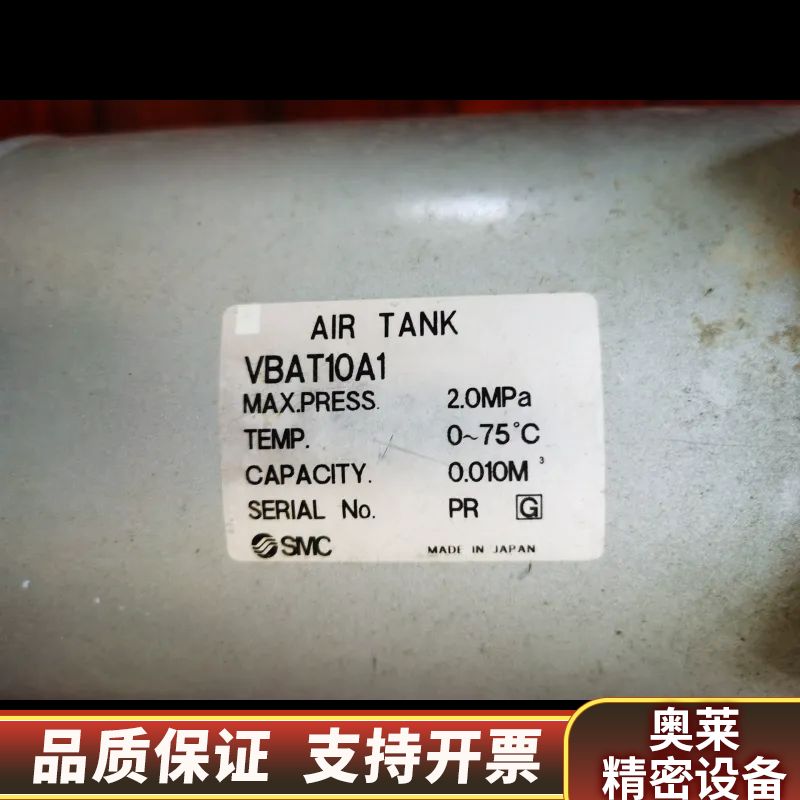 AIR TANK
VBAT10A1
MAX.PRESS. 2.0MPa
TEMP. 0~75°C
CAPACITY. 0.010M³
SERIAL No. PR G
SMC MADE IN JAPAN
品质保证 支持开票
奥莱
精密设备